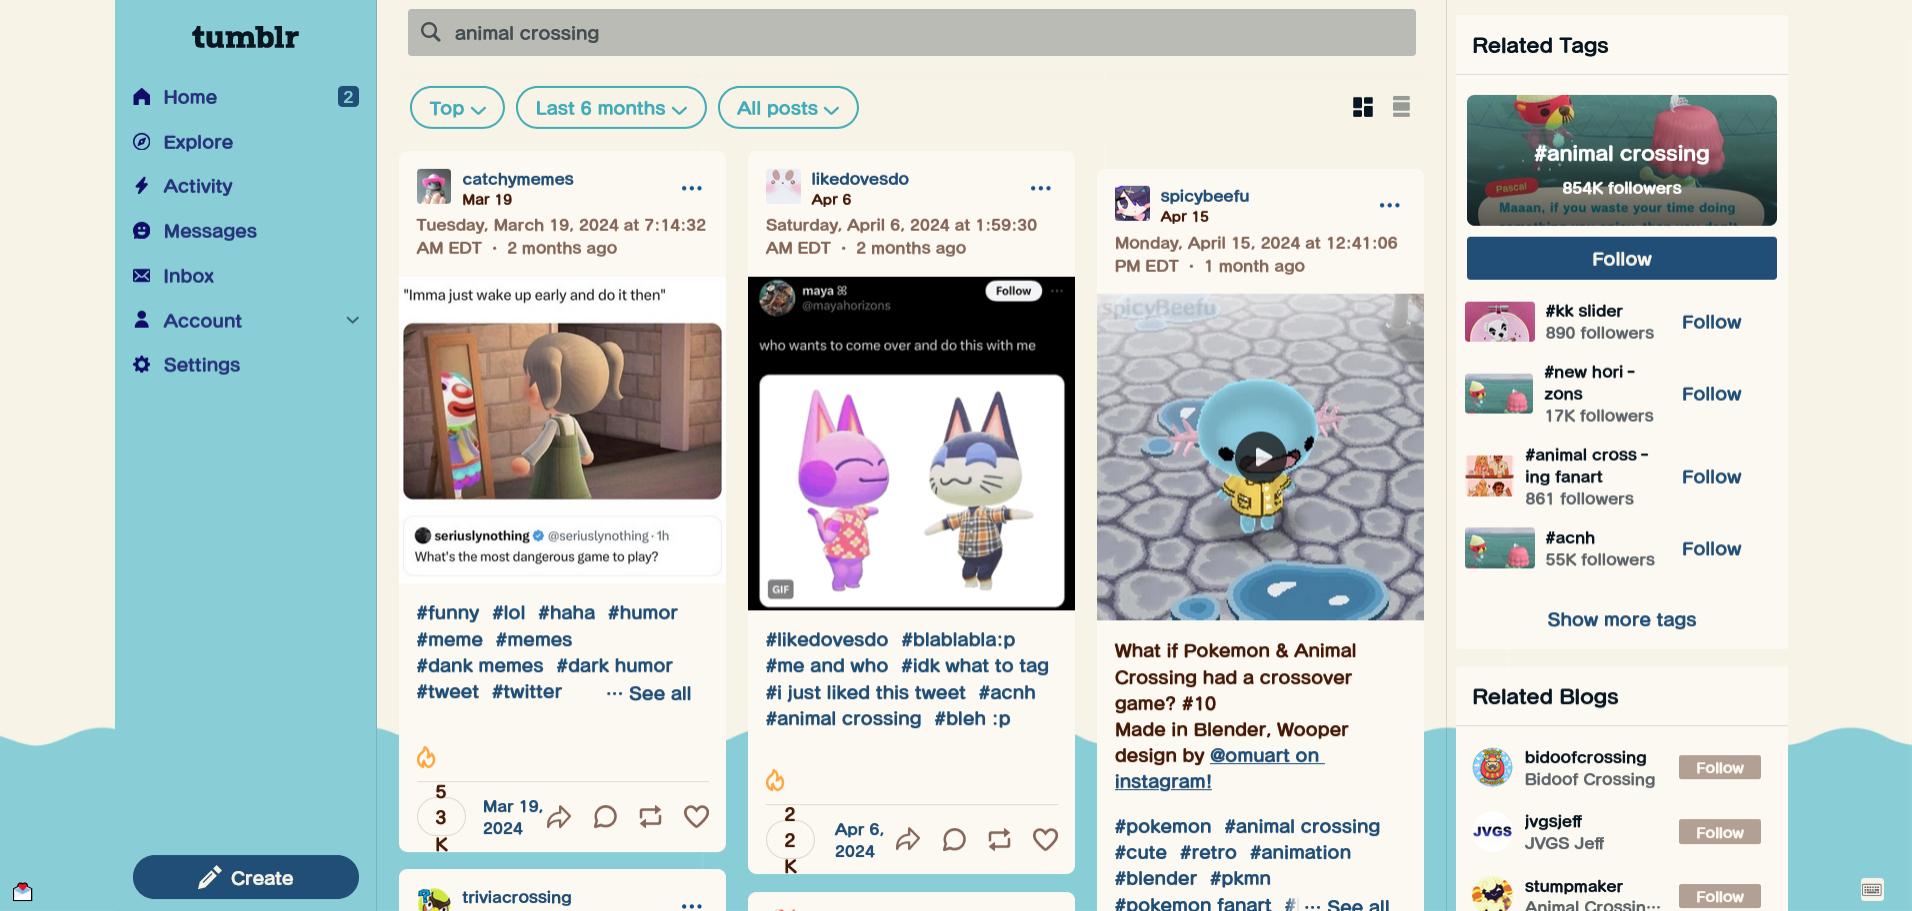 tumblr
Home
2
Explore
Activity
Messages
Inbox
Account
Settings
Create
animal crossing
Top
Last 6 months
All posts
catchymemes
Mar 19
Tuesday, March 19, 2024 at 7:14:32
AM EDT · 2 months ago
"Imma just wake up early and do it then"
seriuslynothing @seriuslynothing · 1h
What's the most dangerous game to play?
#funny #lol #haha #humor
#meme #memes
#dank memes #dark humor
#tweet #twitter ··· See all
5
3
K
Mar 19,
2024
triviacrossing
likedovesdo
Apr 6
Saturday, April 6, 2024 at 1:59:30
AM EDT · 2 months ago
maya ⌘
Follow
@mayahorizons
who wants to come over and do this with me
GIF
#likedovesdo #blablabla:p
#me and who #idk what to tag
#i just liked this tweet #acnh
#animal crossing #bleh :p
2
2
K
Apr 6,
2024
spicybeefu
Apr 15
Monday, April 15, 2024 at 12:41:06
PM EDT · 1 month ago
spicyBeefu
What if Pokemon & Animal
Crossing had a crossover
game? #10
Made in Blender, Wooper
design by @omuart on
instagram!
#pokemon #animal crossing
#cute #retro #animation
#blender #pkmn
#pokemon fanart # ··· See all
Related Tags
#animal crossing
854K followers
Pascal
Maaan, if you waste your time doing
Follow
#kk slider
890 followers
Follow
#new hori-
zons
17K followers
Follow
#animal cross-
ing fanart
861 followers
Follow
#acnh
55K followers
Follow
Show more tags
Related Blogs
bidoofcrossing
Bidoof Crossing
Follow
JVGS
jvgsjeff
JVGS Jeff
Follow
stumpmaker
Animal Crossin···
Follow